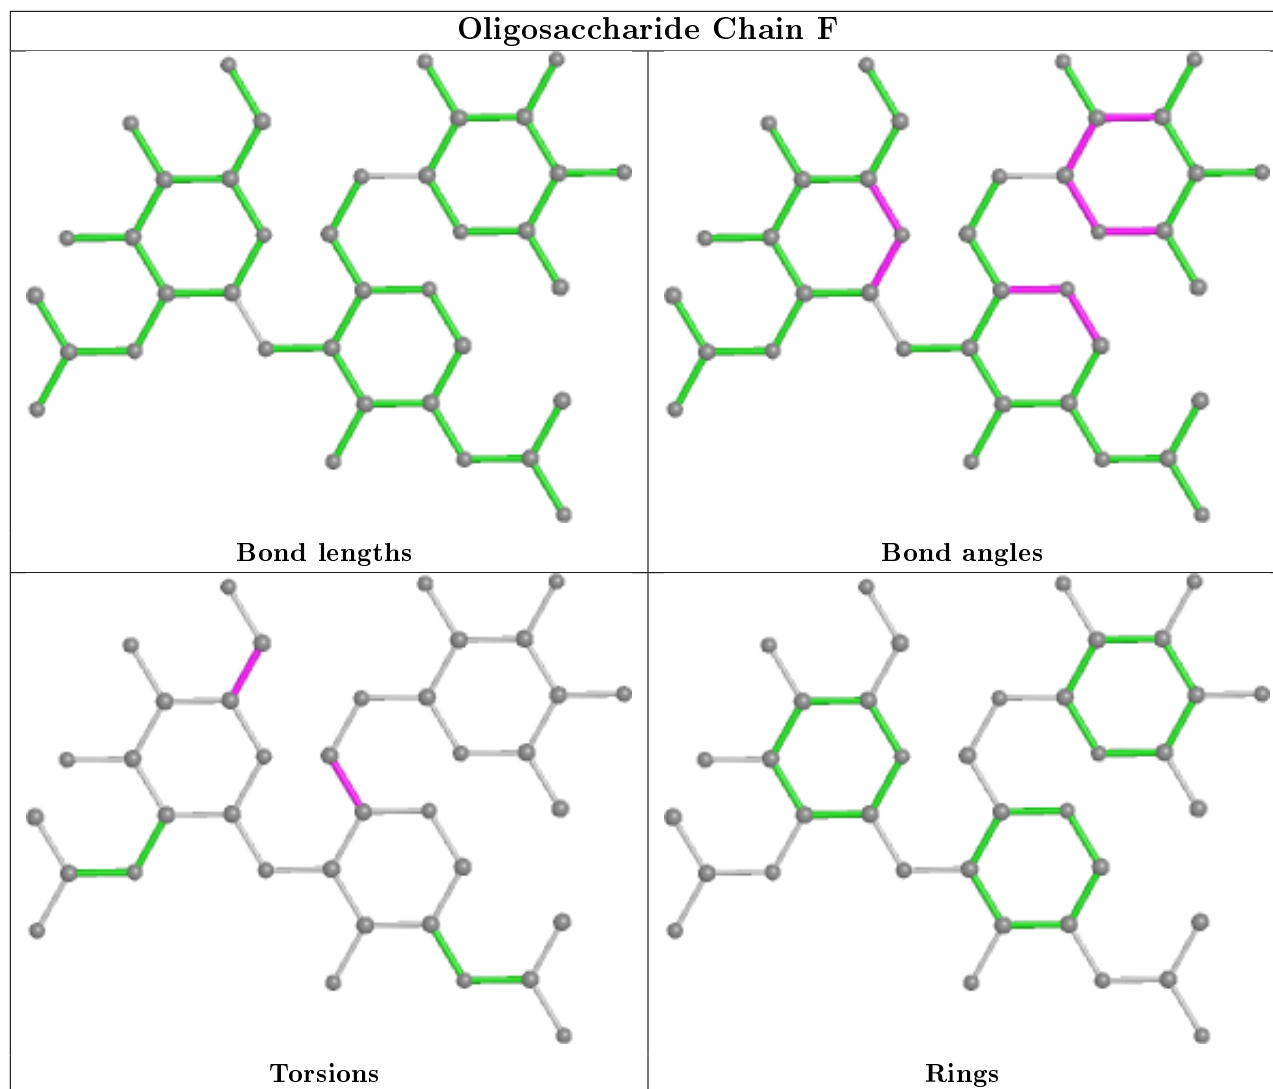 Oligosaccharide Chain F
Bond lengths
Bond angles
Torsions
Rings